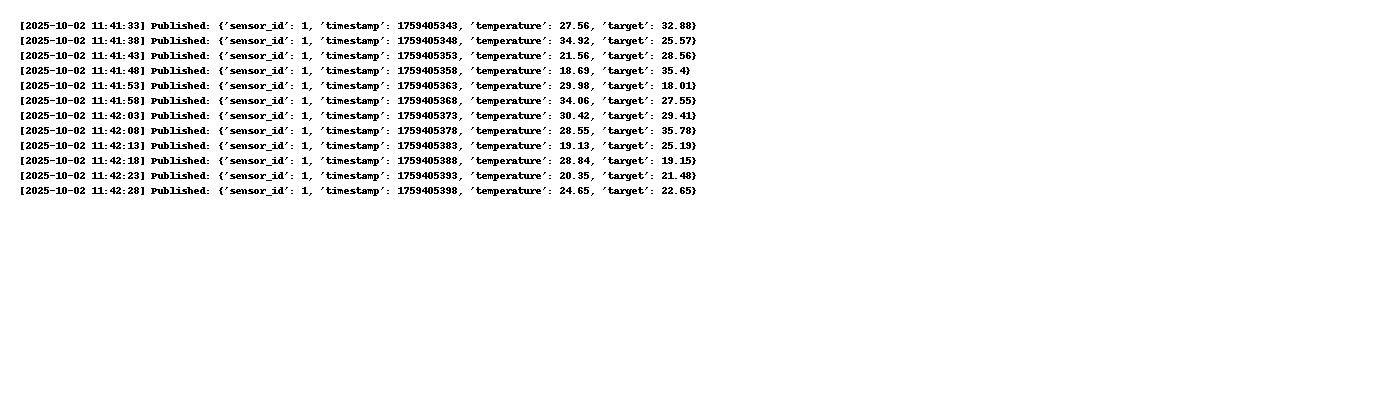 [2025-10-02 11:41:33] Published: {'sensor_id': 1, 'timestamp': 1759405343, 'temperature': 27.56, 'target': 32.88}
[2025-10-02 11:41:38] Published: {'sensor_id': 1, 'timestamp': 1759405348, 'temperature': 34.92, 'target': 25.57}
[2025-10-02 11:41:43] Published: {'sensor_id': 1, 'timestamp': 1759405353, 'temperature': 21.56, 'target': 28.56}
[2025-10-02 11:41:48] Published: {'sensor_id': 1, 'timestamp': 1759405358, 'temperature': 18.69, 'target': 35.4}
[2025-10-02 11:41:53] Published: {'sensor_id': 1, 'timestamp': 1759405363, 'temperature': 29.98, 'target': 18.01}
[2025-10-02 11:41:58] Published: {'sensor_id': 1, 'timestamp': 1759405368, 'temperature': 34.06, 'target': 27.55}
[2025-10-02 11:42:03] Published: {'sensor_id': 1, 'timestamp': 1759405373, 'temperature': 30.42, 'target': 29.41}
[2025-10-02 11:42:08] Published: {'sensor_id': 1, 'timestamp': 1759405378, 'temperature': 28.55, 'target': 35.78}
[2025-10-02 11:42:13] Published: {'sensor_id': 1, 'timestamp': 1759405383, 'temperature': 19.13, 'target': 25.19}
[2025-10-02 11:42:18] Published: {'sensor_id': 1, 'timestamp': 1759405388, 'temperature': 28.84, 'target': 19.15}
[2025-10-02 11:42:23] Published: {'sensor_id': 1, 'timestamp': 1759405393, 'temperature': 20.35, 'target': 21.48}
[2025-10-02 11:42:28] Published: {'sensor_id': 1, 'timestamp': 1759405398, 'temperature': 24.65, 'target': 22.65}